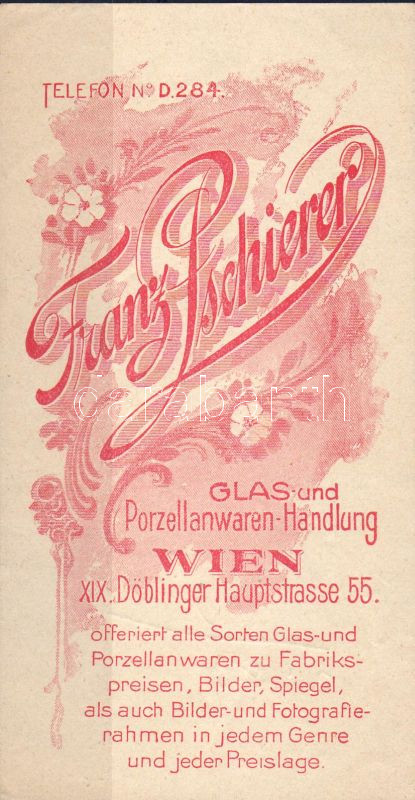 TELEFON No D.284.
Franz Pschierer
GLAS-und
Porzellanwaren-Handlung
WIEN
XIX. Döblinger Hauptstrasse 55.
offeriert alle Sorten Glas-und
Porzellanwaren zu Fabriks-
preisen, Bilder, Spiegel,
als auch Bilder-und Fotografie-
rahmen in jedem Genre
und jeder Preislage.